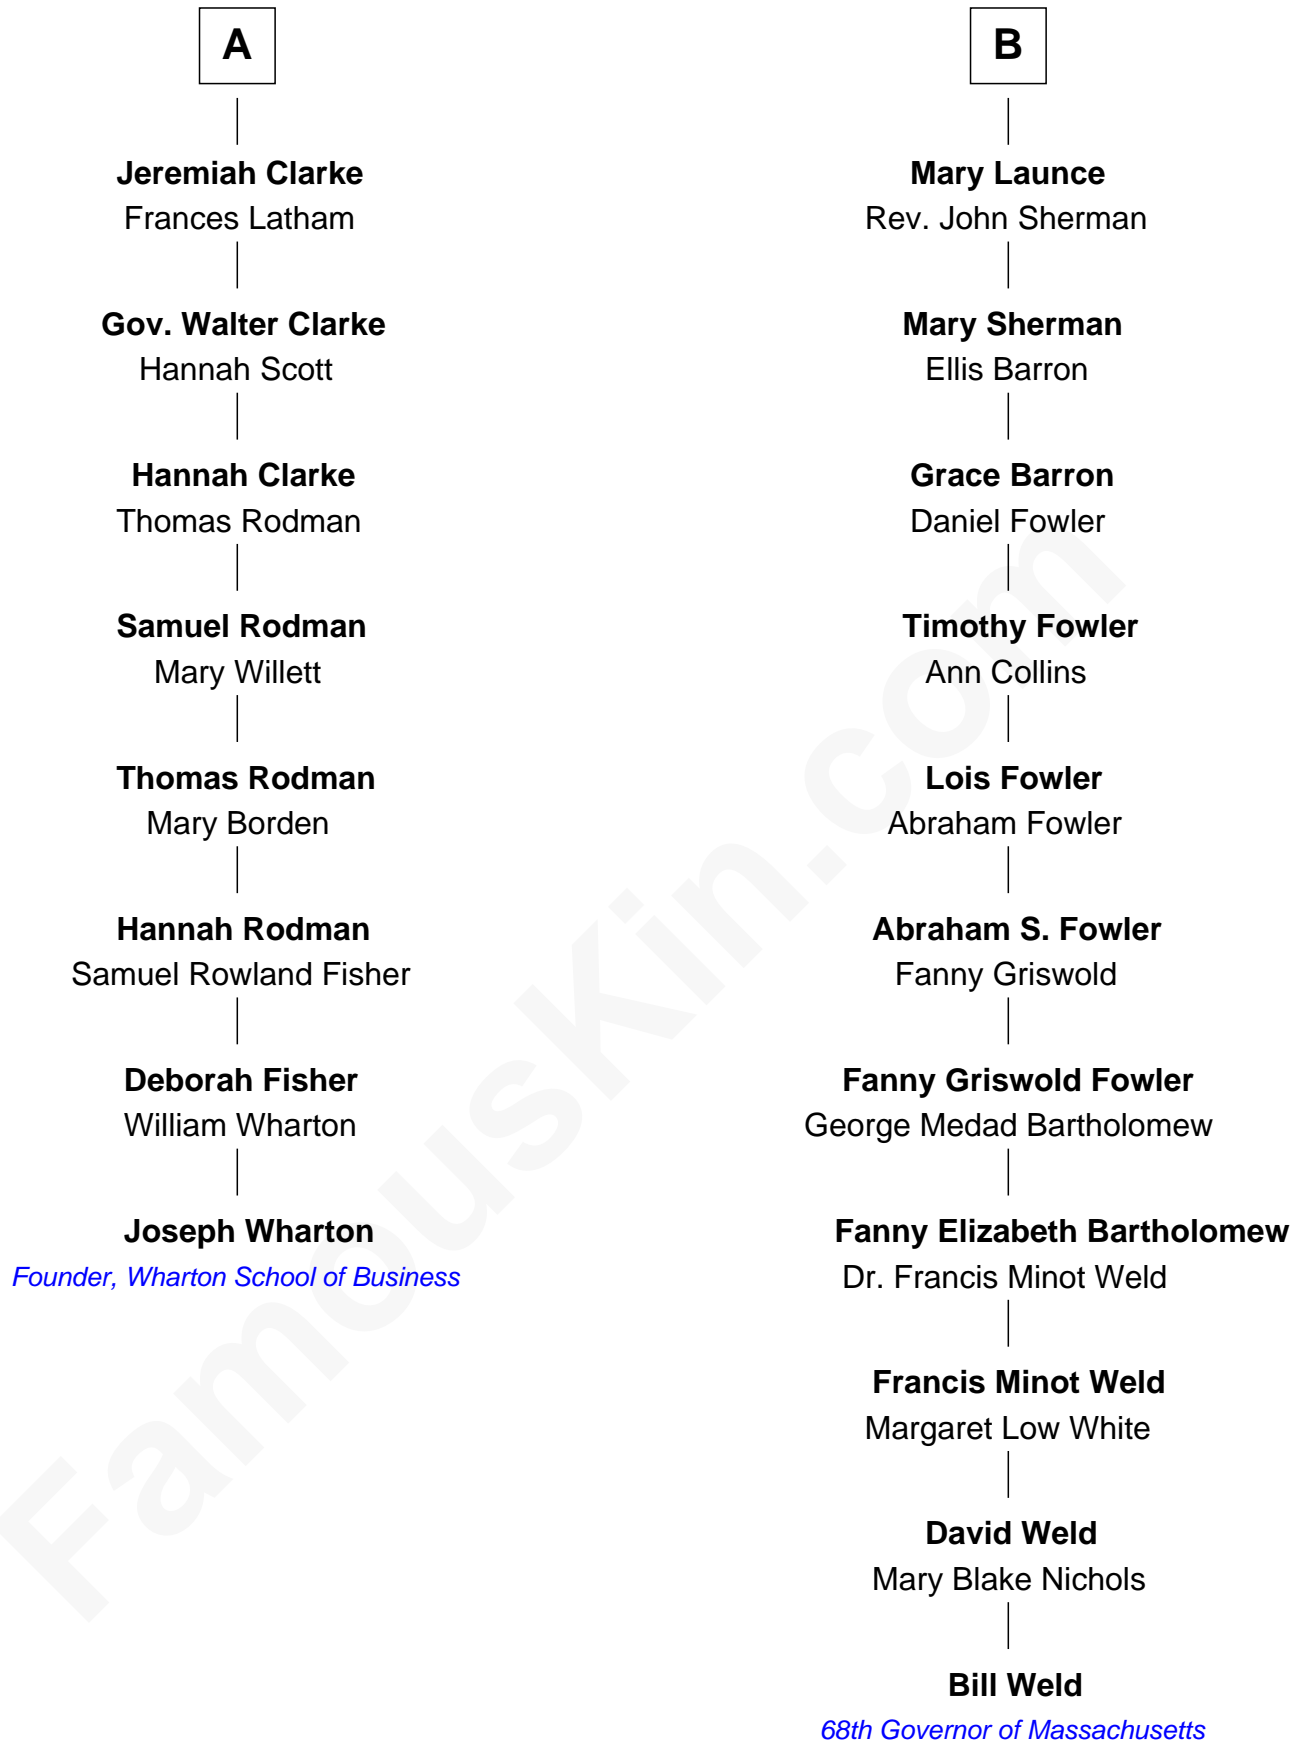 A
Jeremiah Clarke
Frances Latham
Gov. Walter Clarke
Hannah Scott
Hannah Clarke
Thomas Rodman
Samuel Rodman
Mary Willett
Thomas Rodman
Mary Borden
Hannah Rodman
Samuel Rowland Fisher
Deborah Fisher
William Wharton
Joseph Wharton
Founder, Wharton School of Business
B
Mary Launce
Rev. John Sherman
Mary Sherman
Ellis Barron
Grace Barron
Daniel Fowler
Timothy Fowler
Ann Collins
Lois Fowler
Abraham Fowler
Abraham S. Fowler
Fanny Griswold
Fanny Griswold Fowler
George Medad Bartholomew
Fanny Elizabeth Bartholomew
Dr. Francis Minot Weld
Francis Minot Weld
Margaret Low White
David Weld
Mary Blake Nichols
Bill Weld
68th Governor of Massachusetts
FamousKin.com